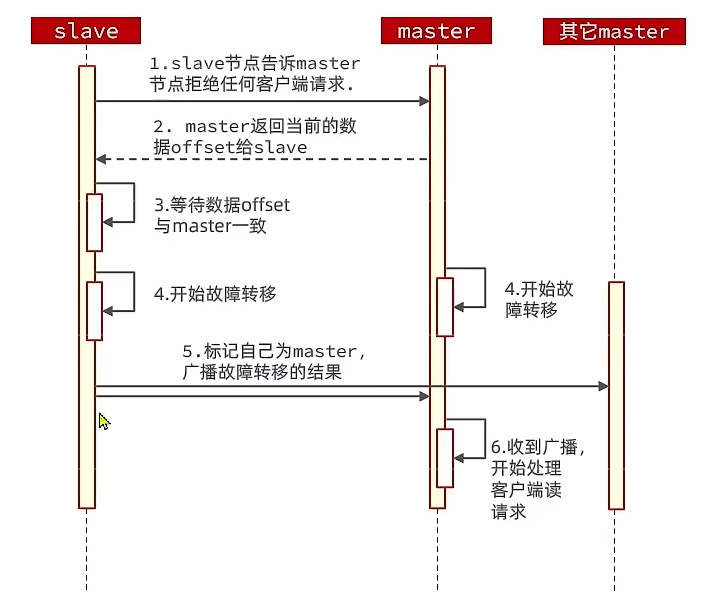 slave
master
其它master
1.slave节点告诉master
节点拒绝任何客户端请求.
2. master返回当前的数
据offset给slave
3.等待数据offset
与master一致
4.开始故障转移
4.开始故
障转移
5.标记自己为master,
广播故障转移的结果
6.收到广播,
开始处理
客户端读
请求